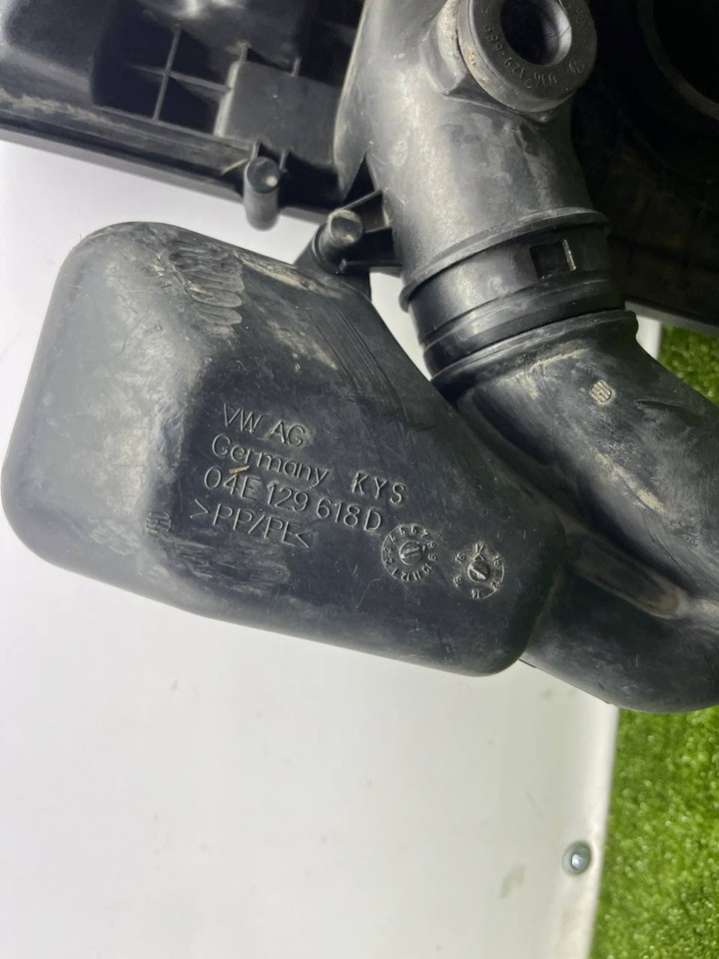 VW AG
Germany KYS
04E 129 618 D
>PP/PE<